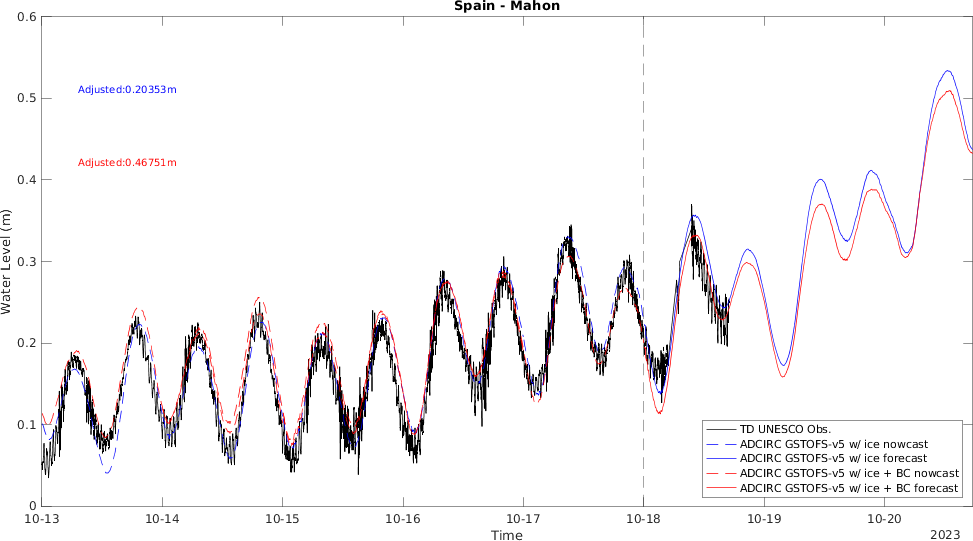 Spain - Mahon
0.6
0.5
0.4
0.3
0.2
0.1
0
Water Level (m)
Adjusted:0.20353m
Adjusted:0.46751m
TD UNESCO Obs.
ADCIRC GSTOFS-v5 w/ ice nowcast
ADCIRC GSTOFS-v5 w/ ice forecast
ADCIRC GSTOFS-v5 w/ ice + BC nowcast
ADCIRC GSTOFS-v5 w/ ice + BC forecast
10-13 10-14 10-15 10-16 10-17 10-18 10-19 10-20
Time
2023